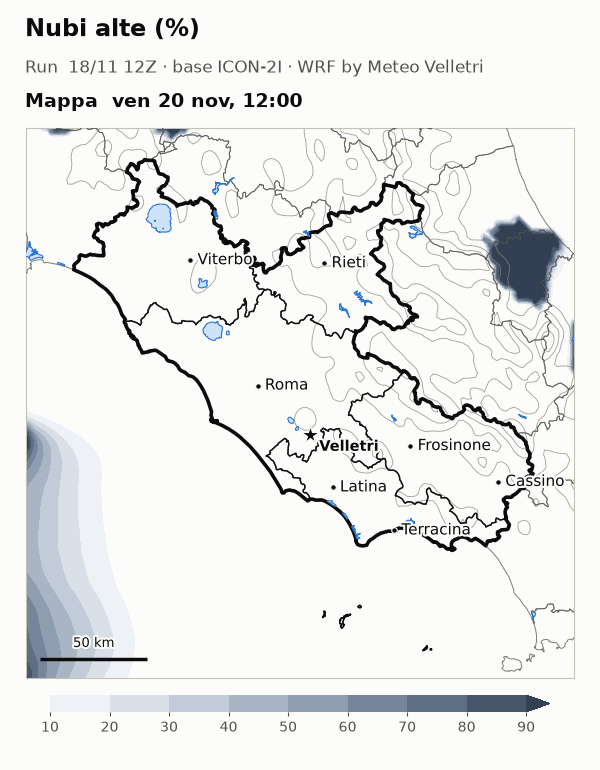 Nubi alte (%)
Run  18/11 12Z · base ICON-2I · WRF by Meteo Velletri
Mappa  ven 20 nov, 12:00
Viterbo
Rieti
Roma
Velletri
Frosinone
Cassino
Latina
Terracina
50 km
10 20 30 40 50 60 70 80 90